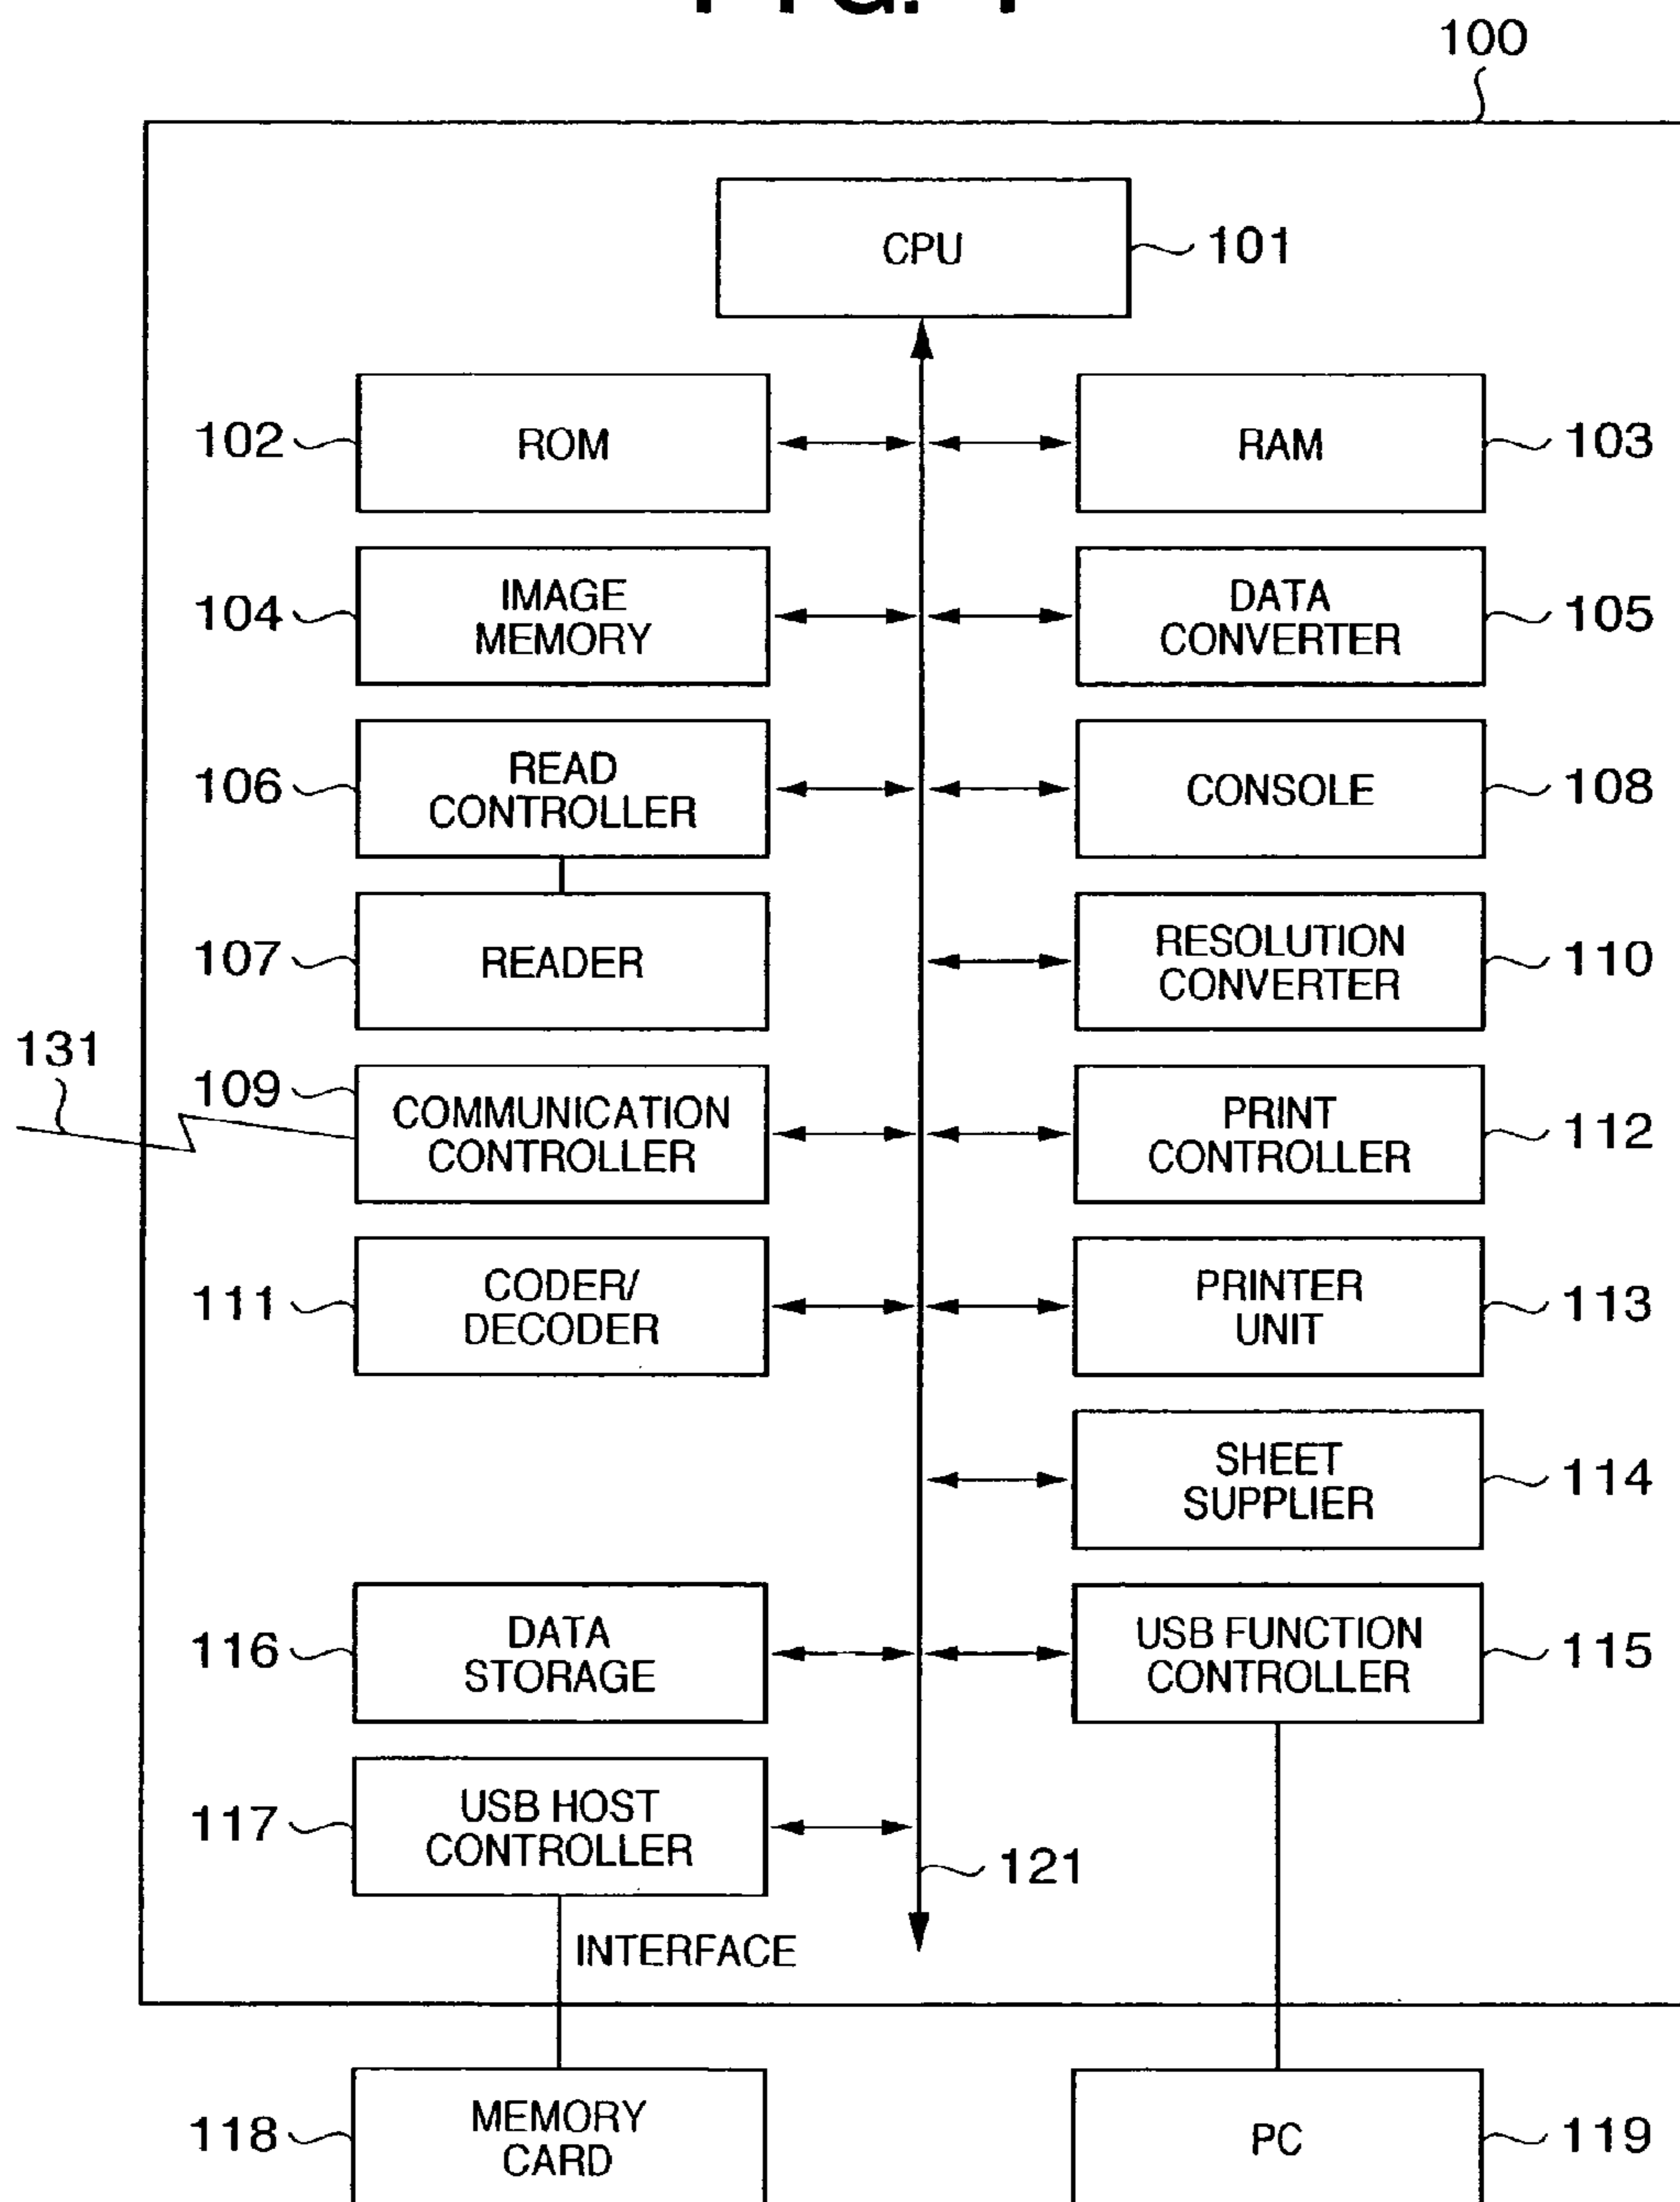 FIG. 1
100
CPU
101
102
ROM
RAM
103
104
IMAGE
MEMORY
DATA
CONVERTER
105
106
READ
CONTROLLER
CONSOLE
108
107
READER
RESOLUTION
CONVERTER
110
131
109
COMMUNICATION
CONTROLLER
PRINT
CONTROLLER
112
111
CODER/
DECODER
PRINTER
UNIT
113
SHEET
SUPPLIER
114
116
DATA
STORAGE
USB FUNCTION
CONTROLLER
115
117
USB HOST
CONTROLLER
121
INTERFACE
118
MEMORY
CARD
PC
119